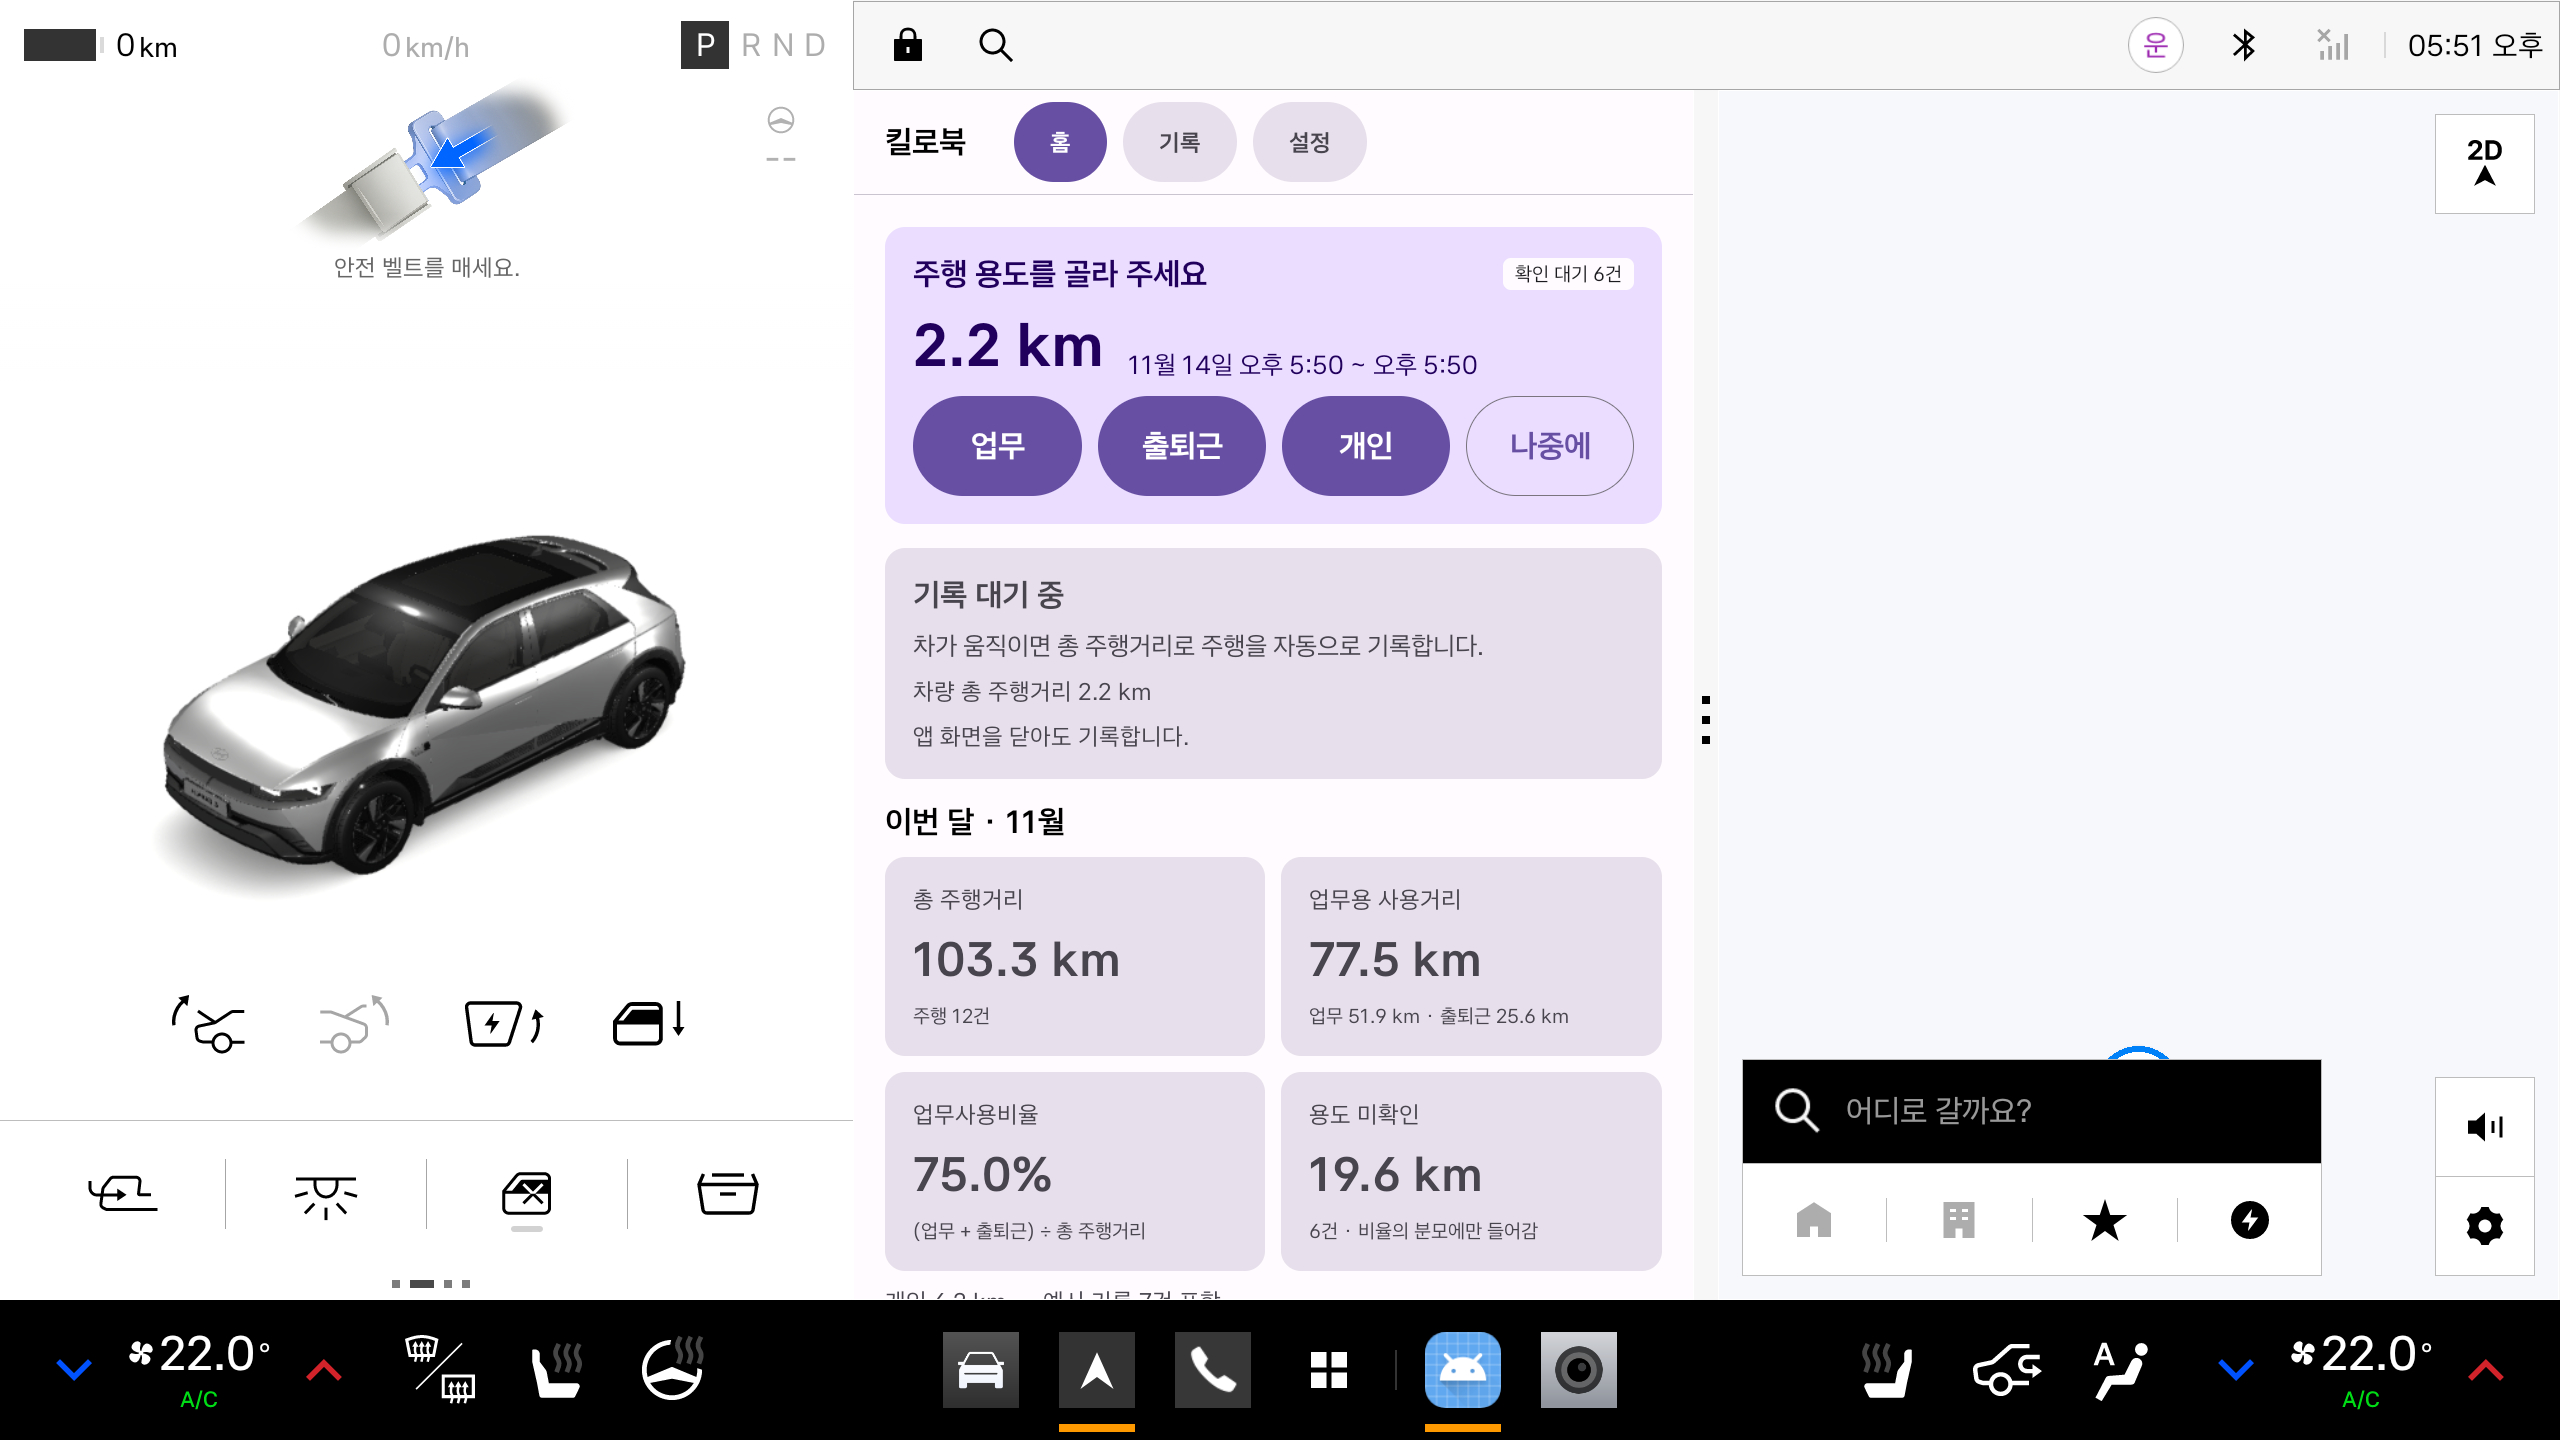 0 km
0 km/h
P R N D
05:51 오후
운
안전 벨트를 매세요.
킬로북
홈
기록
설정
2D
주행 용도를 골라 주세요
확인 대기 6건
2.2 km
11월 14일 오후 5:50 ~ 오후 5:50
업무
출퇴근
개인
나중에
기록 대기 중
차가 움직이면 총 주행거리로 주행을 자동으로 기록합니다.
차량 총 주행거리 2.2 km
앱 화면을 닫아도 기록합니다.
이번 달 · 11월
총 주행거리
103.3 km
주행 12건
업무용 사용거리
77.5 km
업무 51.9 km · 출퇴근 25.6 km
업무사용비율
75.0%
(업무 + 출퇴근) ÷ 총 주행거리
용도 미확인
19.6 km
6건 · 비율의 분모에만 들어감
어디로 갈까요?
22.0°
A/C
A
22.0°
A/C